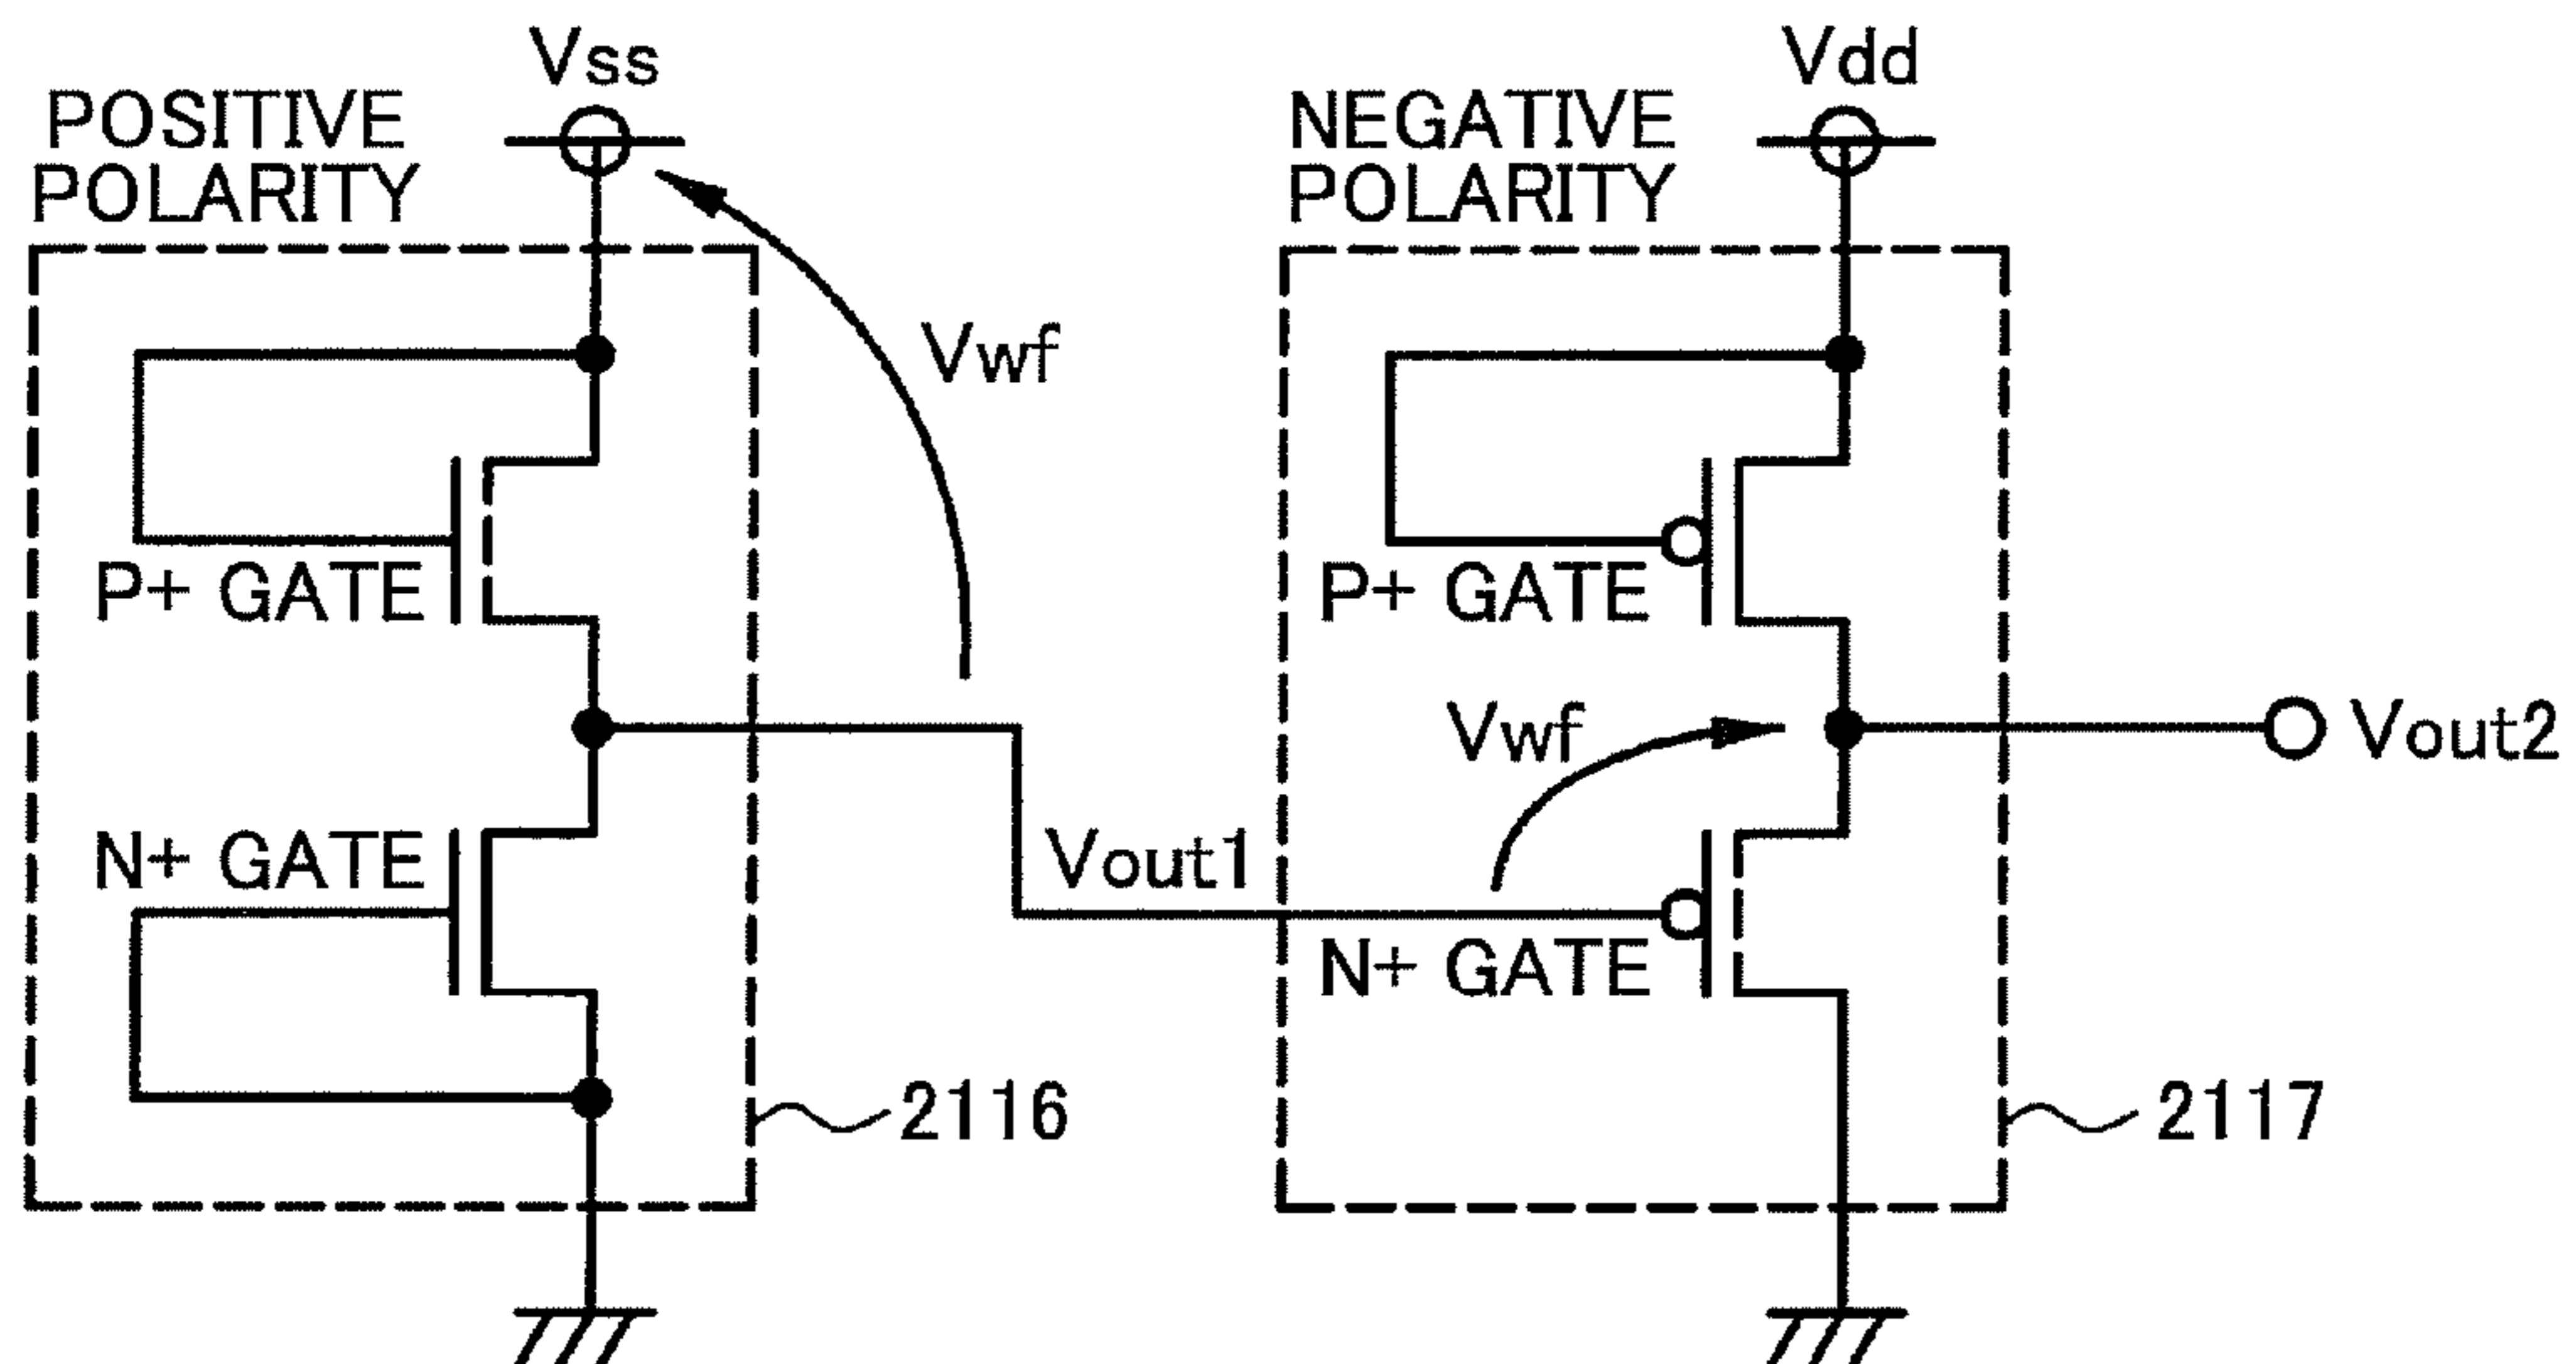 Vss
POSITIVE
POLARITY
Vwf
P+ GATE
N+ GATE
Vout1
2116
Vdd
NEGATIVE
POLARITY
P+ GATE
Vwf
Vout2
N+ GATE
2117